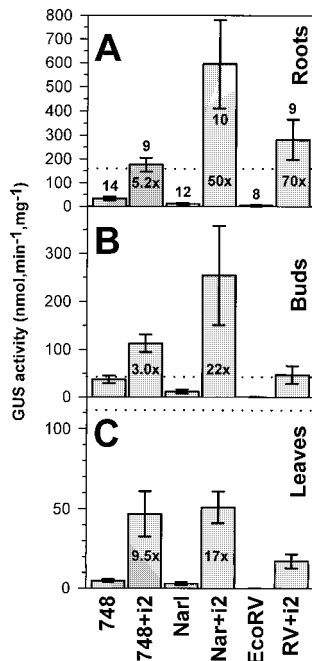 GUS activity (nmol,min-1,mg-1)
A
Roots
800
700
600
500
400
300
200
100
0
14
9
5.2x
12
10
50x
8
9
70x
B
Buds
300
200
100
0
3.0x
22x
C
Leaves
100
50
0
9.5x
17x
748
748+i2
NarI
Nar+i2
EcoRV
RV+i2